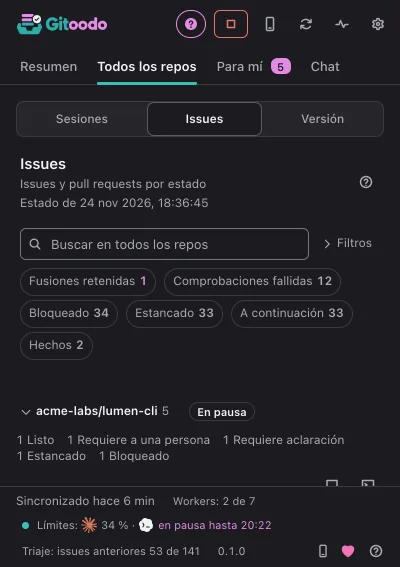 Gitoodo
Resumen Todos los repos Para mí 5 Chat
Sesiones Issues Versión
Issues
Issues y pull requests por estado
Estado de 24 nov 2026, 18:36:45
Buscar en todos los repos Filtros
Fusiones retenidas 1 Comprobaciones fallidas 12
Bloqueado 34 Estancado 33 A continuación 33
Hechos 2
acme-labs/lumen-cli 5 En pausa
1 Listo 1 Requiere a una persona 1 Requiere aclaración
1 Estancado 1 Bloqueado
Sincronizado hace 6 min Workers: 2 de 7
Límites: 34 % · en pausa hasta 20:22
Triaje: issues anteriores 53 de 141 0.1.0